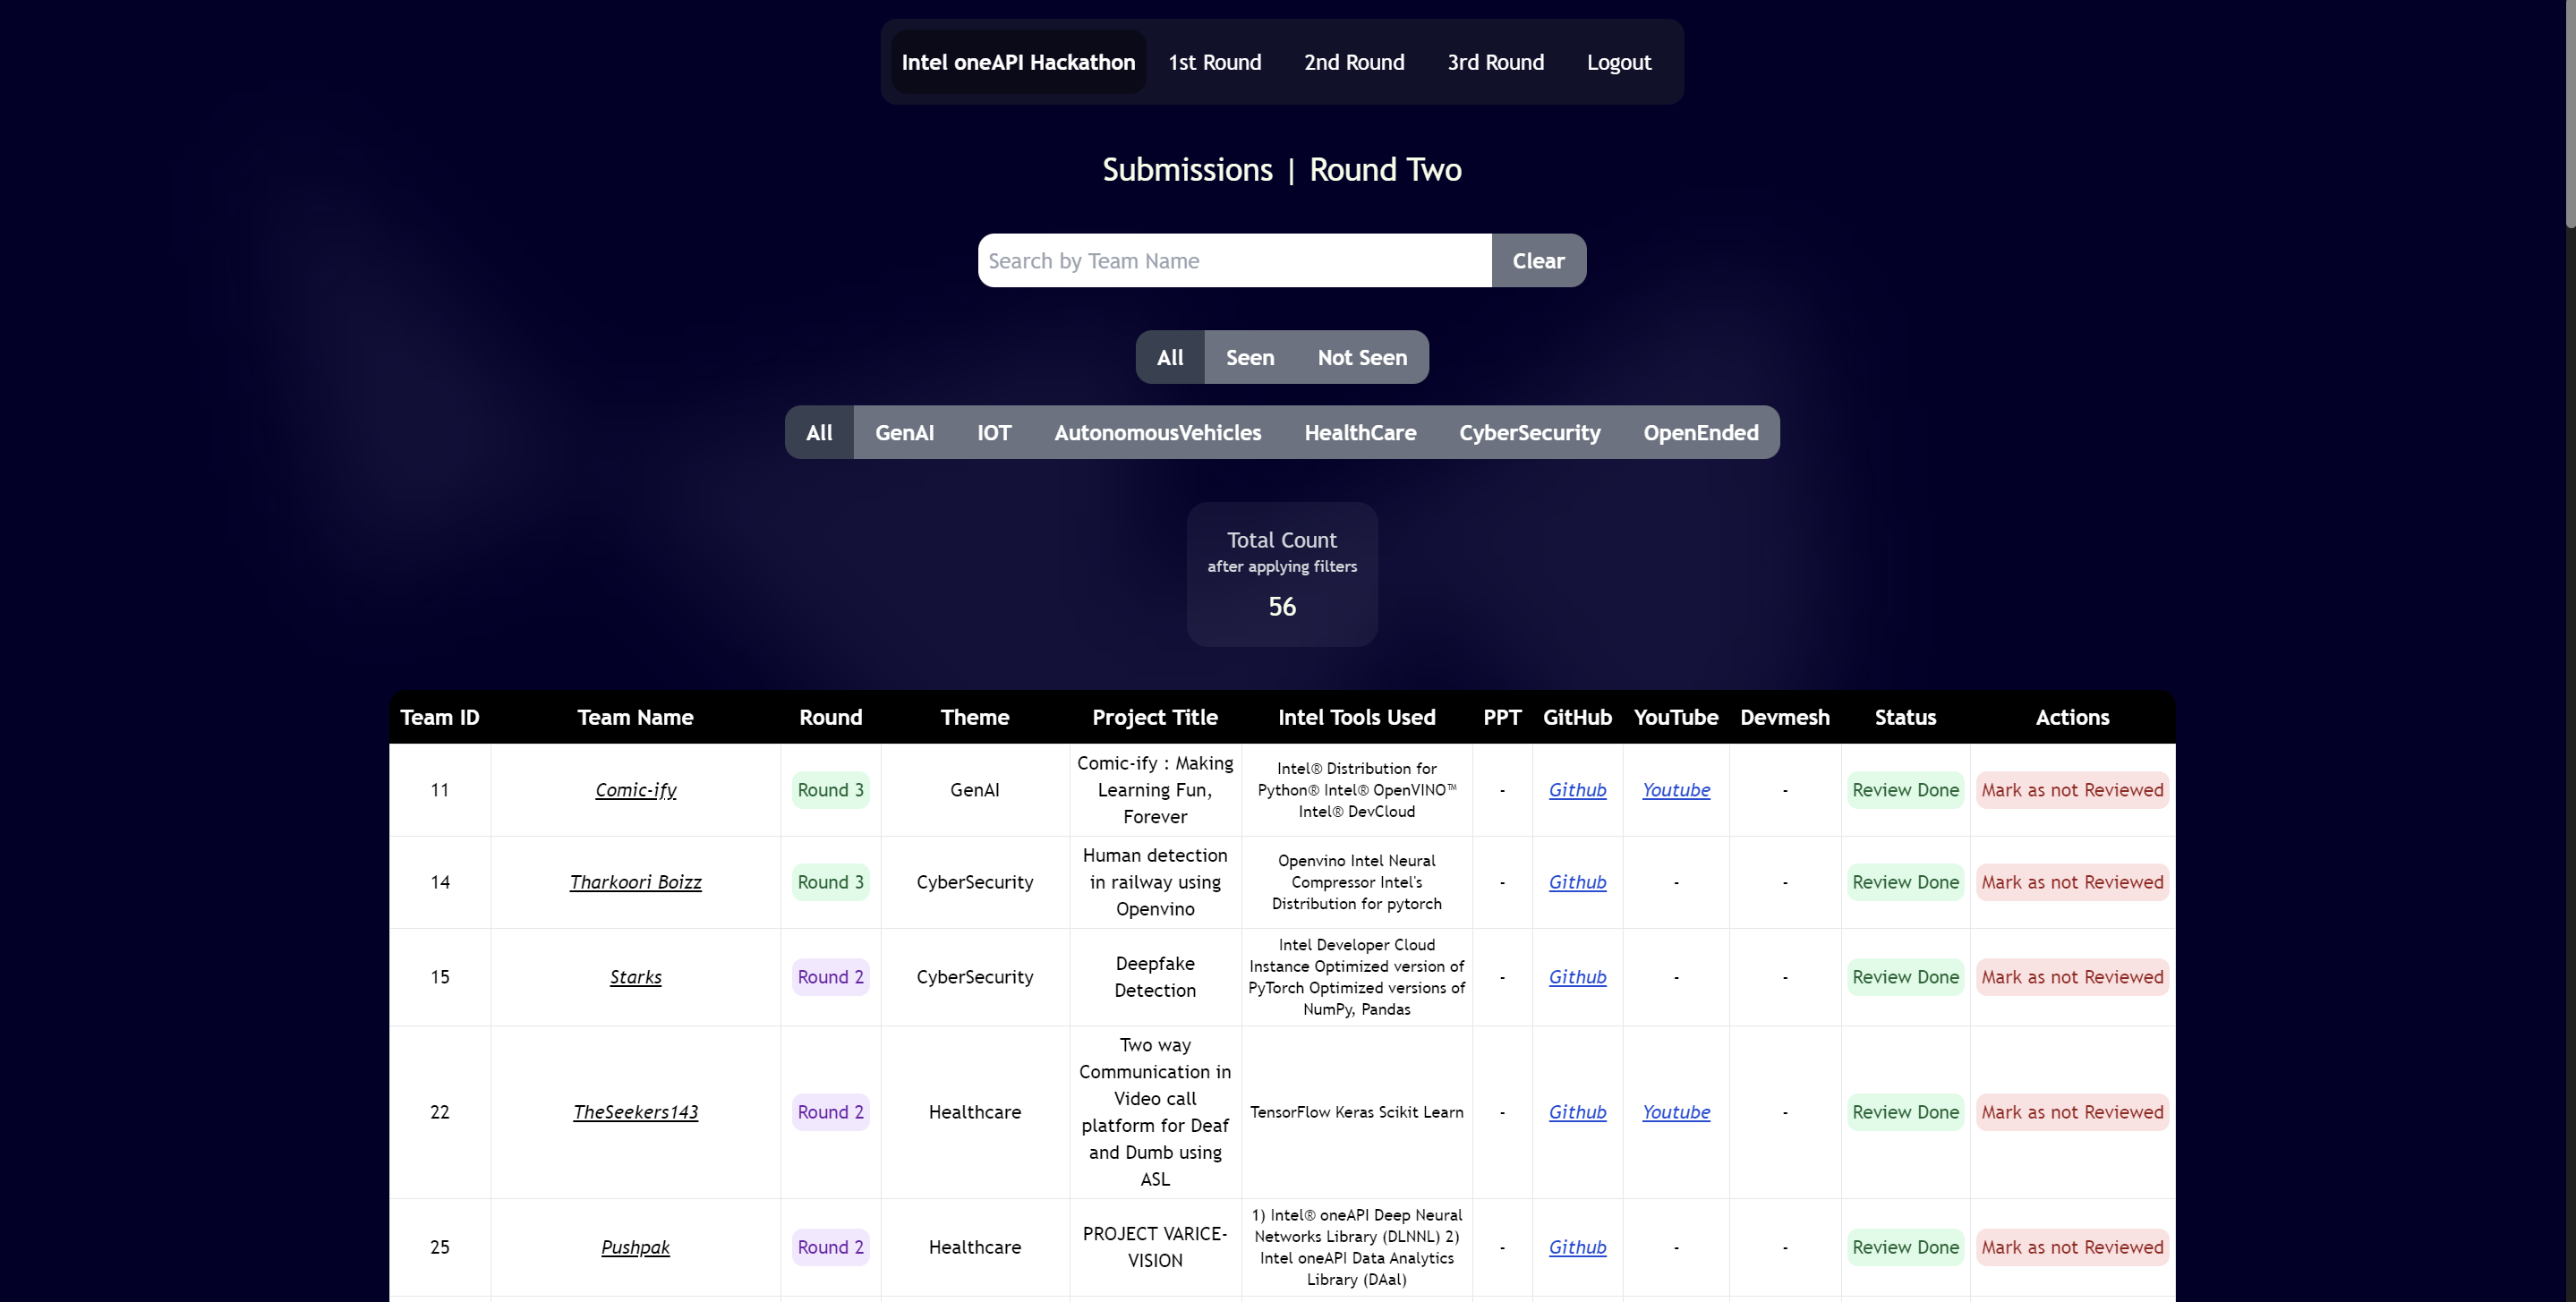 Intel oneAPI Hackathon 1st Round 2nd Round 3rd Round Logout
Submissions | Round Two
Search by Team Name Clear
All Seen Not Seen
All GenAI IOT AutonomousVehicles HealthCare CyberSecurity OpenEnded
Total Count
after applying filters
56
Team ID Team Name Round Theme Project Title Intel Tools Used PPT GitHub YouTube Devmesh Status Actions
11 Comic-ify Round 3 GenAI
Comic-ify : Making
Learning Fun,
Forever
Intel® Distribution for
Python® Intel® OpenVINO™
Intel® DevCloud
- Github Youtube - Review Done Mark as not Reviewed
14 Tharkoori Boizz Round 3 CyberSecurity
Human detection
in railway using
Openvino
Openvino Intel Neural
Compressor Intel's
Distribution for pytorch
- Github - - Review Done Mark as not Reviewed
15 Starks Round 2 CyberSecurity
Deepfake
Detection
Intel Developer Cloud
Instance Optimized version of
PyTorch Optimized versions of
NumPy, Pandas
- Github - - Review Done Mark as not Reviewed
22 TheSeekers143 Round 2 Healthcare
Two way
Communication in
Video call
platform for Deaf
and Dumb using
ASL
TensorFlow Keras Scikit Learn
- Github Youtube - Review Done Mark as not Reviewed
25 Pushpak Round 2 Healthcare
PROJECT VARICE-
VISION
1) Intel® oneAPI Deep Neural
Networks Library (DLNNL) 2)
Intel oneAPI Data Analytics
Library (DAal)
- Github - - Review Done Mark as not Reviewed